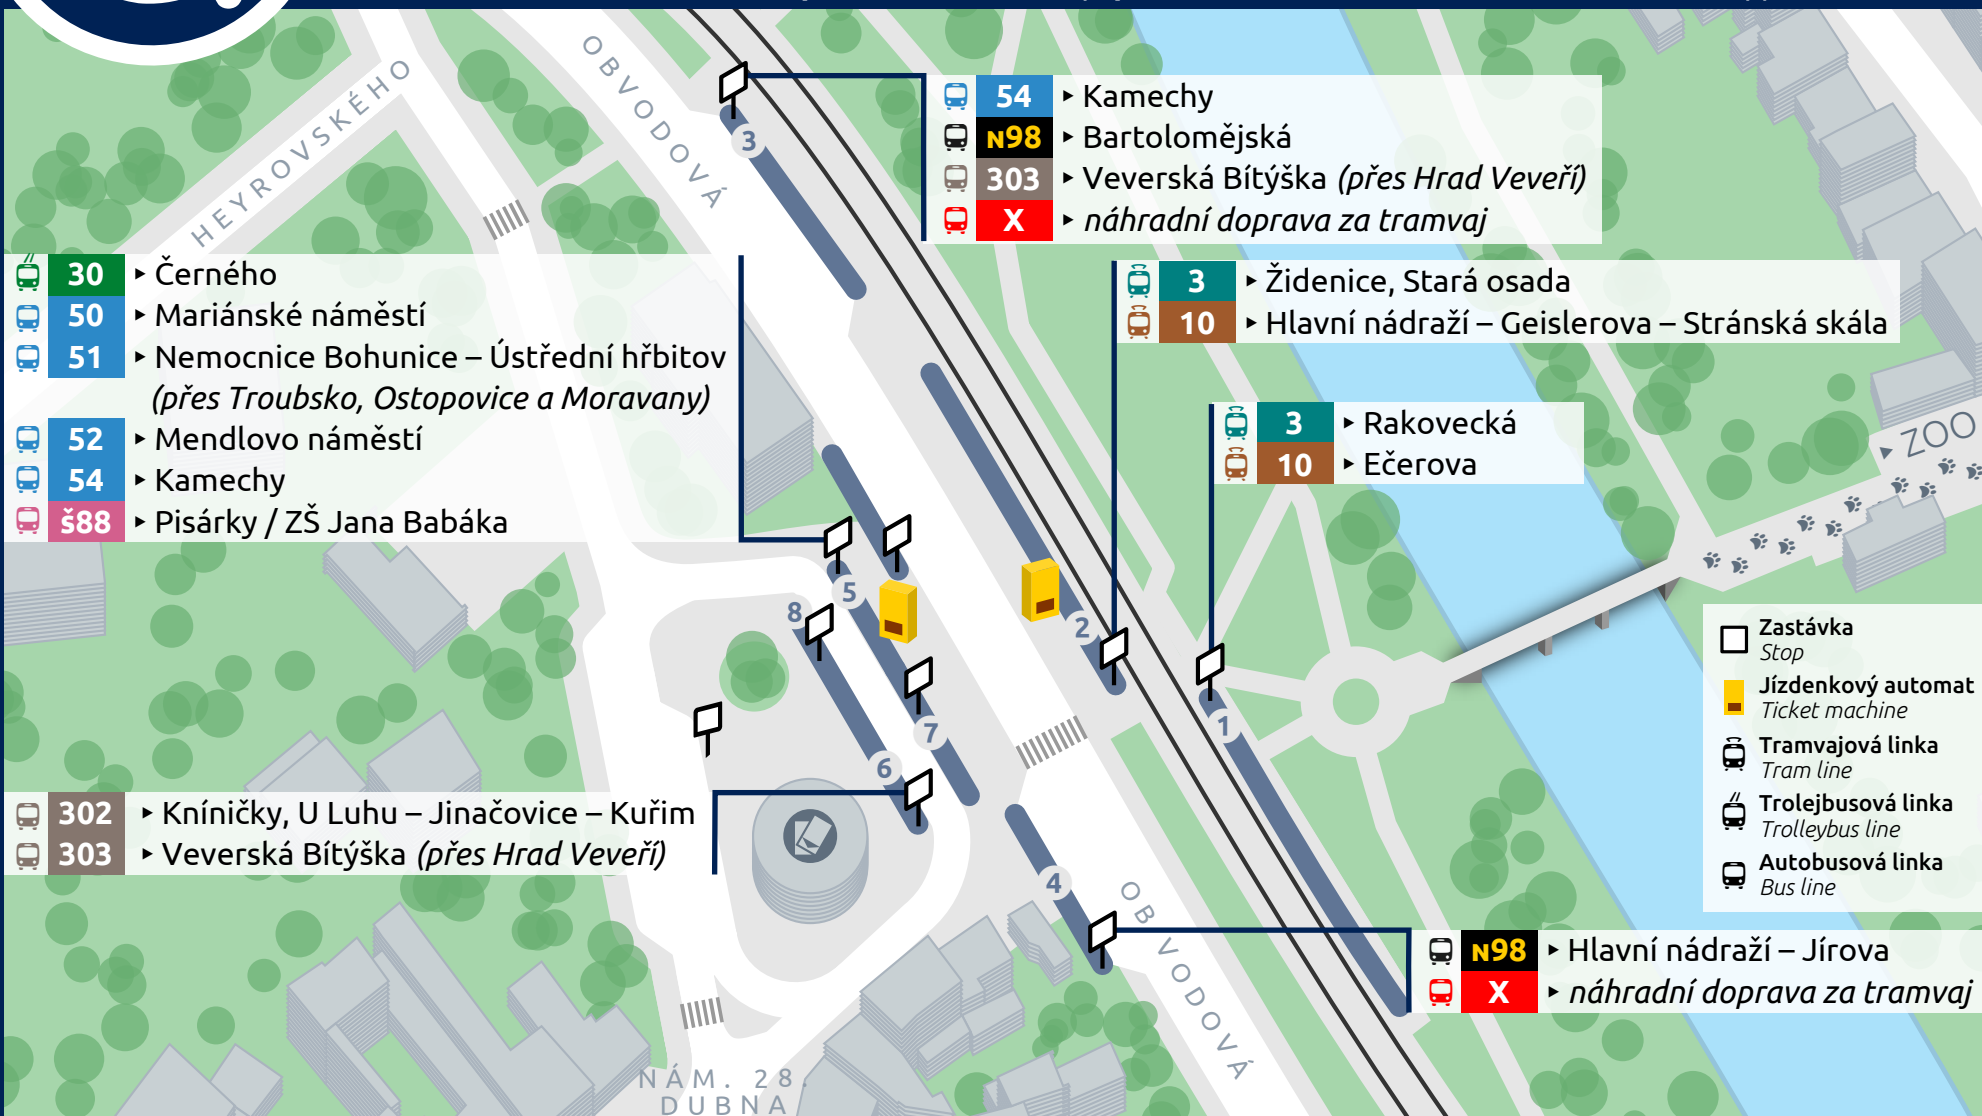 HEYROVSKÉHO
OBVODOVÁ
3
54 ▸ Kamechy
N98 ▸ Bartolomějská
303 ▸ Veverská Bítýška (přes Hrad Veveří)
X ▸ náhradní doprava za tramvaj
30 ▸ Černého
50 ▸ Mariánské náměstí
51 ▸ Nemocnice Bohunice – Ústřední hřbitov
(přes Troubsko, Ostopovice a Moravany)
52 ▸ Mendlovo náměstí
54 ▸ Kamechy
š88 ▸ Pisárky / ZŠ Jana Babáka
3 ▸ Židenice, Stará osada
10 ▸ Hlavní nádraží – Geislerova – Stránská skála
3 ▸ Rakovecká
10 ▸ Ečerova
ZOO
5
8
2
7
1
6
4
Zastávka
Stop
Jízdenkový automat
Ticket machine
Tramvajová linka
Tram line
Trolejbusová linka
Trolleybus line
Autobusová linka
Bus line
302 ▸ Kníničky, U Luhu – Jinačovice – Kuřim
303 ▸ Veverská Bítýška (přes Hrad Veveří)
OBVODOVÁ
N98 ▸ Hlavní nádraží – Jírova
X ▸ náhradní doprava za tramvaj
NÁM. 28.
DUBNA